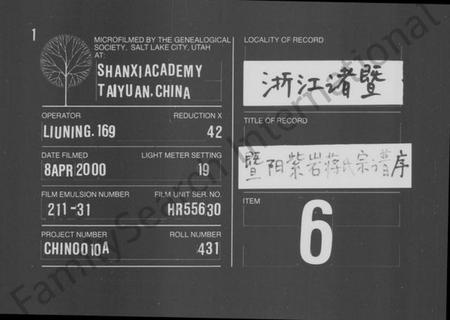 1
MICROFILMED BY THE GENEALOGICAL
SOCIETY, SALT LAKE CITY, UTAH
AT:
SHANXI ACADEMY
TAIYUAN, CHINA
OPERATOR
REDUCTION X
LIUNING. 169
42
DATE FILMED
LIGHT METER SETTING
8APR2000
19
FILM EMULSION NUMBER
FILM UNIT SER. NO.
211-31
HR55630
PROJECT NUMBER
ROLL NUMBER
CHINOO10A
431
LOCALITY OF RECORD
浙江诸暨
TITLE OF RECORD
暨阳紫岩蒋氏宗谱序
ITEM
6
FamilySearch International